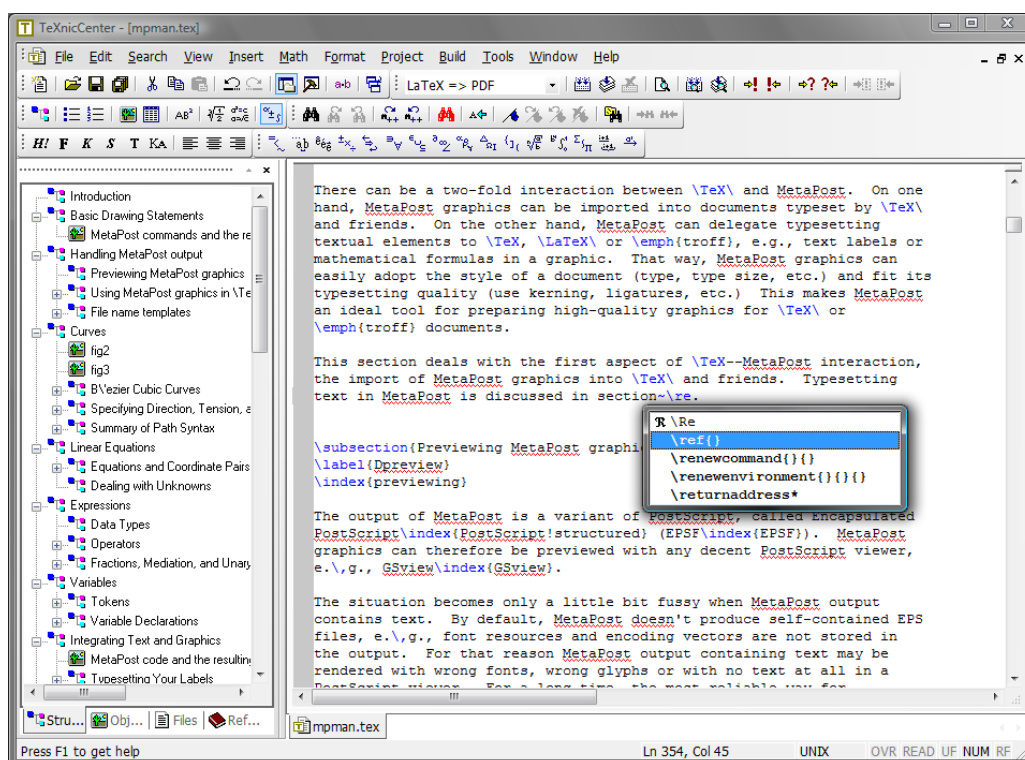 TeXnicCenter - [mpman.tex]
File Edit Search View Insert Math Format Project Build Tools Window Help
LaTeX => PDF
H! F K S T KA
Introduction
Basic Drawing Statements
MetaPost commands and the re
Handling MetaPost output
Previewing MetaPost graphics
Using MetaPost graphics in \Te
File name templates
Curves
fig2
fig3
B\'ezier Cubic Curves
Specifying Direction, Tension, a
Summary of Path Syntax
Linear Equations
Equations and Coordinate Pairs
Dealing with Unknowns
Expressions
Data Types
Operators
Fractions, Mediation, and Unary
Variables
Tokens
Variable Declarations
Integrating Text and Graphics
MetaPost code and the resulting
Typesetting Your Labels
Stru... Obj... Files Ref...
There can be a two-fold interaction between \TeX\ and MetaPost.  On one
hand, MetaPost graphics can be imported into documents typeset by \TeX\
and friends.  On the other hand, MetaPost can delegate typesetting
textual elements to \TeX, \LaTeX\ or \emph{troff}, e.g., text labels or
mathematical formulas in a graphic.  That way, MetaPost graphics can
easily adopt the style of a document (type, type size, etc.) and fit its
typesetting quality (use kerning, ligatures, etc.)  This makes MetaPost
an ideal tool for preparing high-quality graphics for \TeX\ or
\emph{troff} documents.
This section deals with the first aspect of \TeX--MetaPost interaction,
the import of MetaPost graphics into \TeX\ and friends.  Typesetting
text in MetaPost is discussed in section~\re.
\Re
\ref{}
\renewcommand{}{}
\renewenvironment{}{}{}
\returnaddress*
\subsection{Previewing MetaPost graphi
\label{Dpreview}
\index{previewing}
The output of MetaPost is a variant of PostScript, called Encapsulated
PostScript\index{PostScript!structured} (EPSF\index{EPSF}).  MetaPost
graphics can therefore be previewed with any decent PostScript viewer,
e.\,g., GSview\index{GSview}.
The situation becomes only a little bit fussy when MetaPost output
contains text.  By default, MetaPost doesn't produce self-contained EPS
files, e.\,g., font resources and encoding vectors are not stored in
the output.  For that reason MetaPost output containing text may be
rendered with wrong fonts, wrong glyphs or with no text at all in a
PostScript viewer.  For a long time, the most reliable way for
mpman.tex
Press F1 to get help
Ln 354, Col 45 UNIX OVR READ UF NUM RF